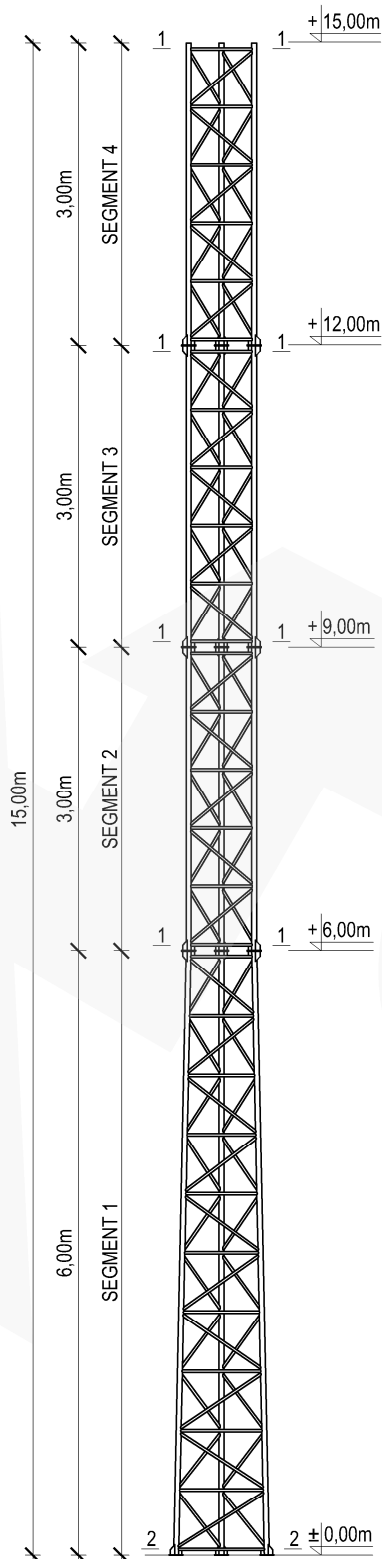 + 15,00m
1 1
3,00m
SEGMENT 4
+ 12,00m
1 1
3,00m
SEGMENT 3
+ 9,00m
1 1
15,00m
3,00m
SEGMENT 2
+ 6,00m
1 1
6,00m
SEGMENT 1
± 0,00m
2 2